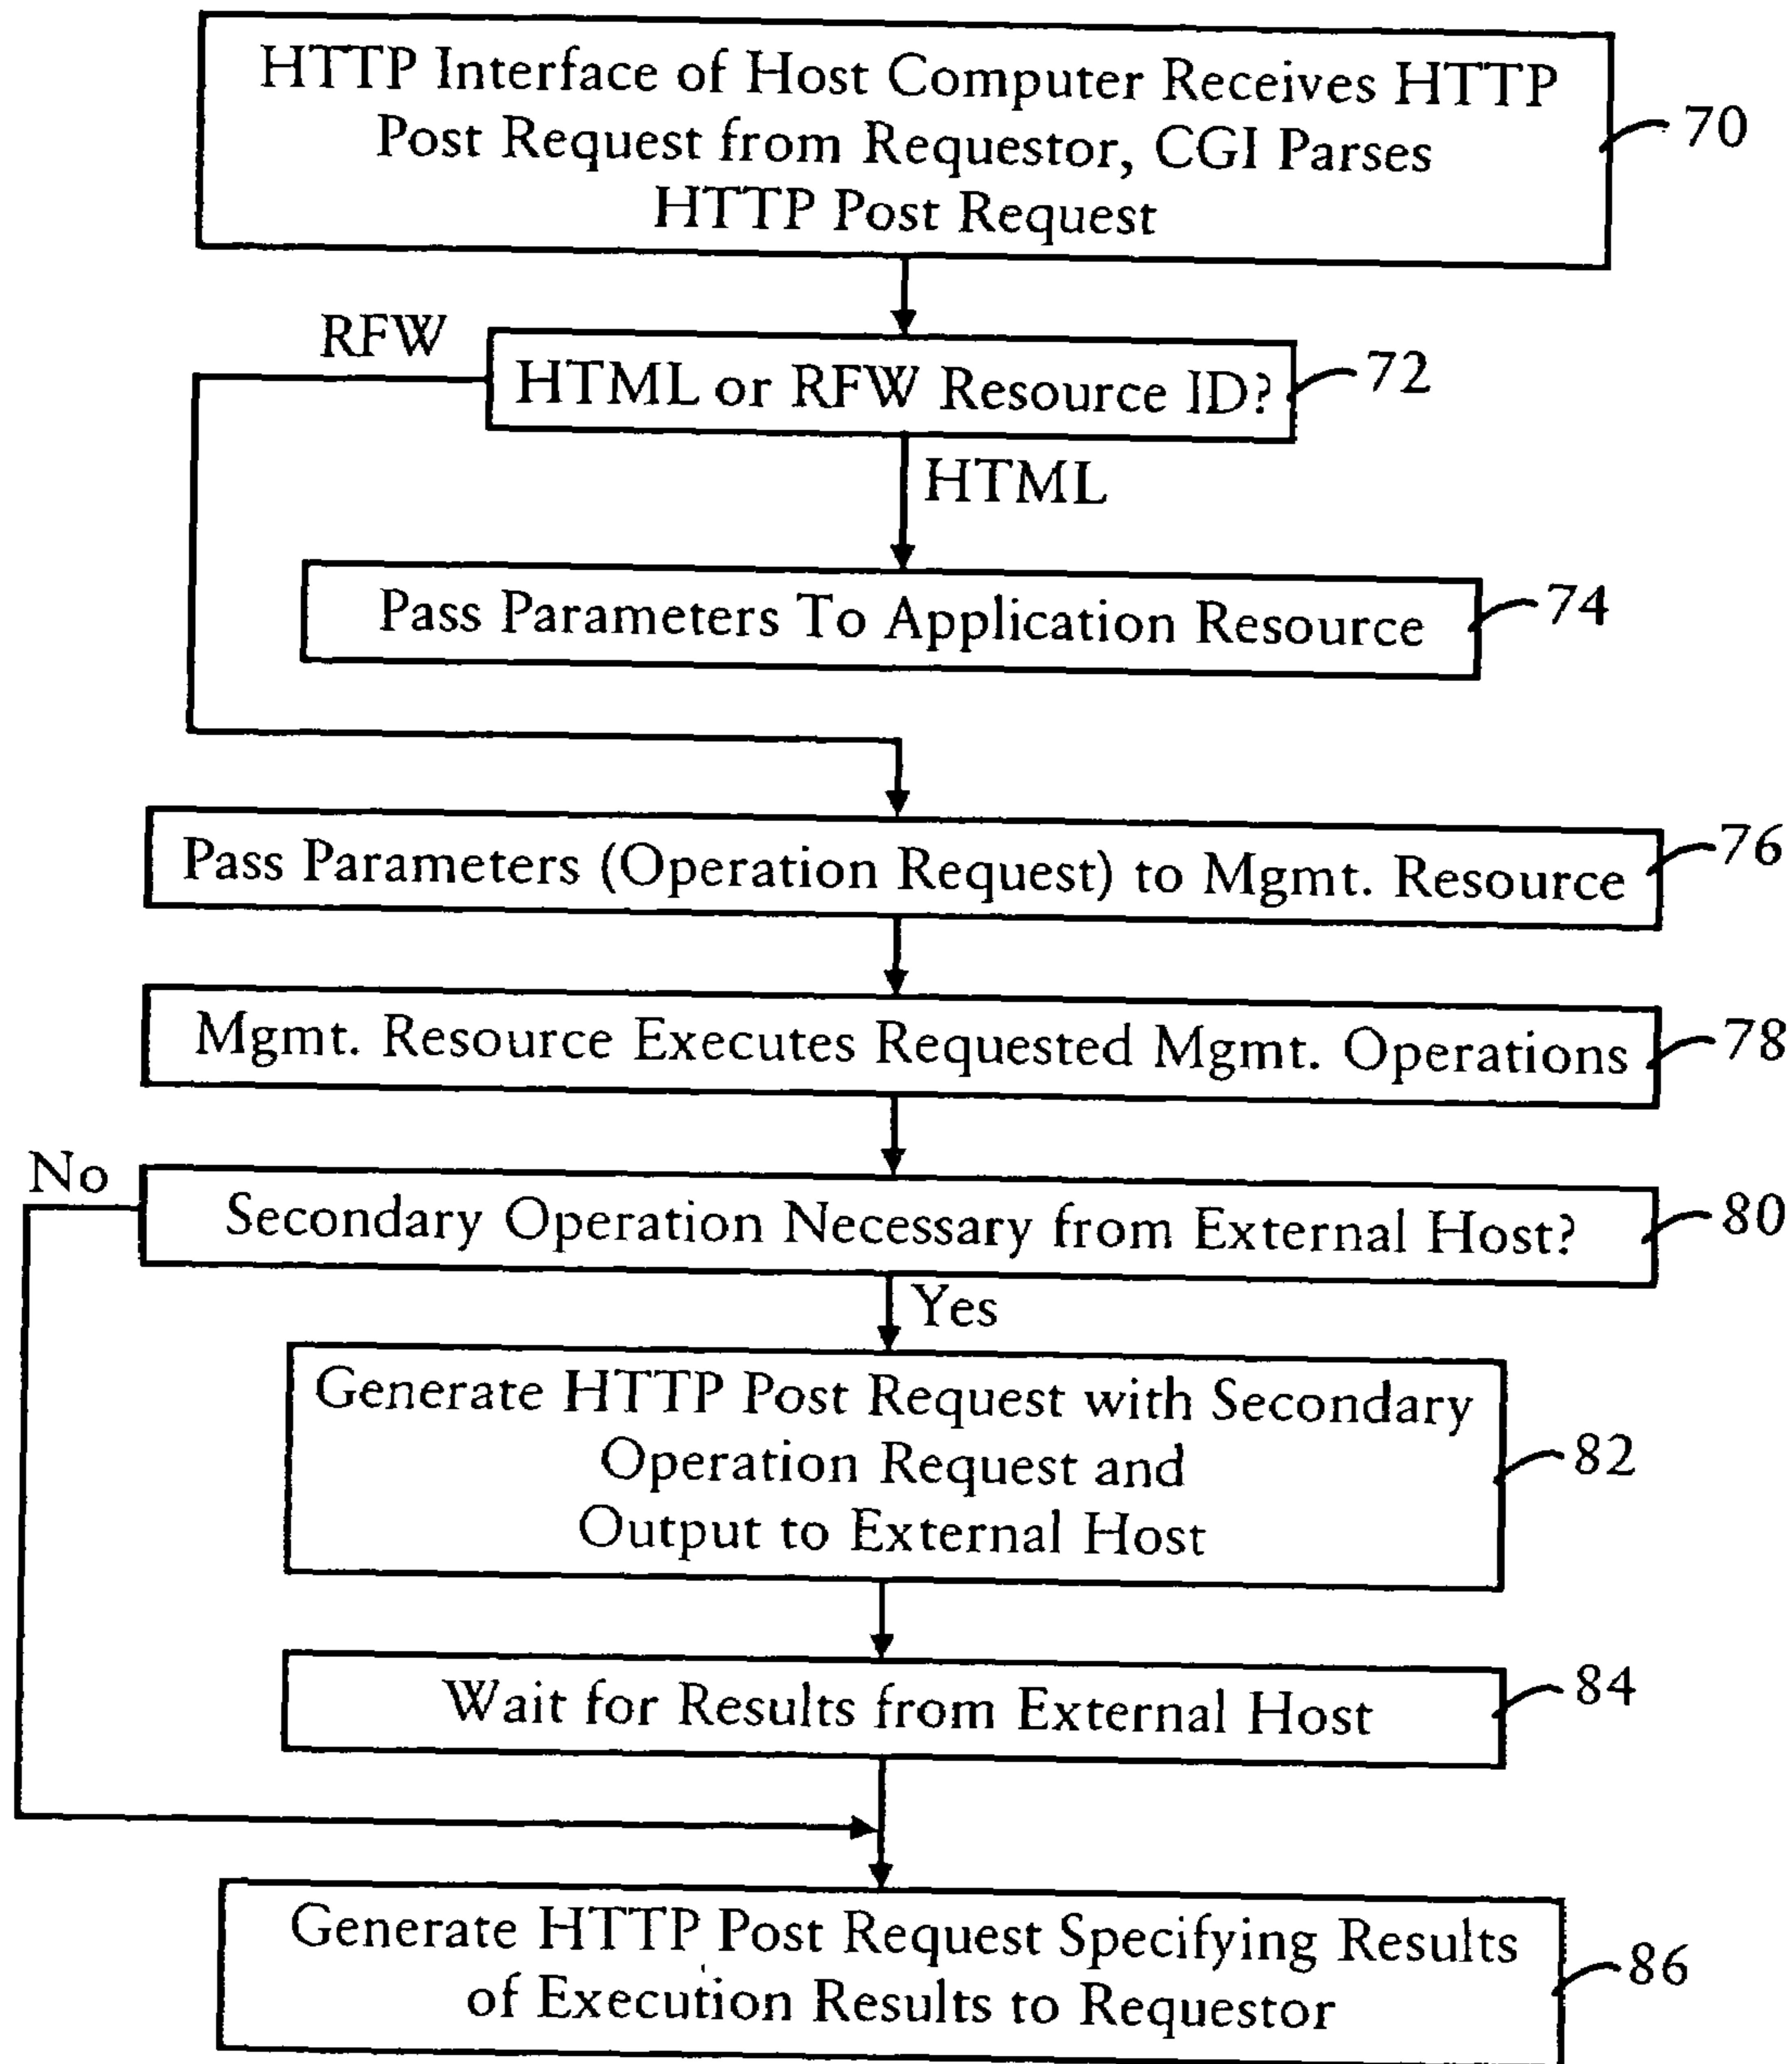 HTTP Interface of Host Computer Receives HTTP
Post Request from Requestor, CGI Parses
HTTP Post Request
70
RFW
HTML or RFW Resource ID?
72
HTML
Pass Parameters To Application Resource
74
Pass Parameters (Operation Request) to Mgmt. Resource
76
Mgmt. Resource Executes Requested Mgmt. Operations
78
No
Secondary Operation Necessary from External Host?
80
Yes
Generate HTTP Post Request with Secondary
Operation Request and
Output to External Host
82
Wait for Results from External Host
84
Generate HTTP Post Request Specifying Results
of Execution Results to Requestor
86